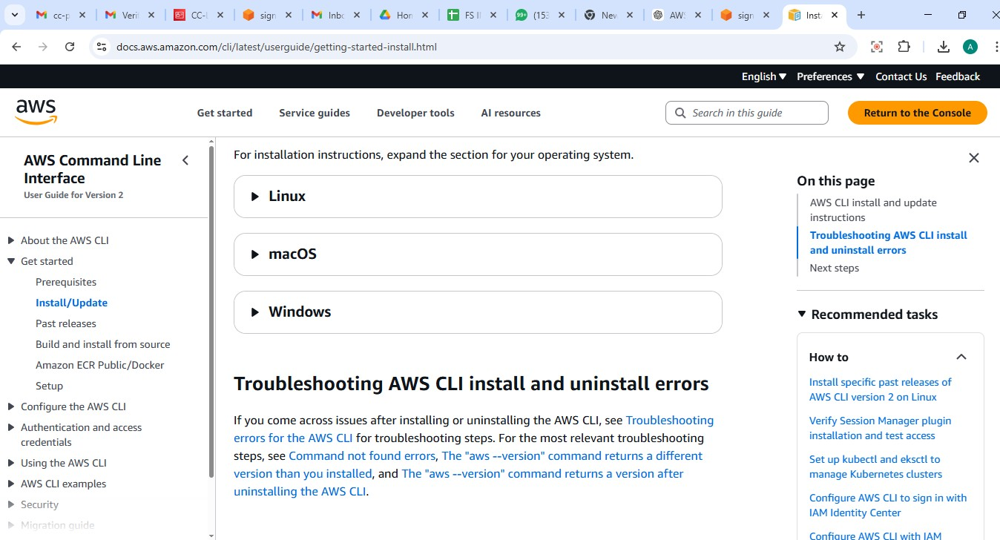 cc-p
Veri
CC-
sign
Inbo
Hon
FS I
99+
(153
New
AWS
sign
Insta
docs.aws.amazon.com/cli/latest/userguide/getting-started-install.html
A
English
Preferences
Contact Us
Feedback
aws
Get started
Service guides
Developer tools
AI resources
Search in this guide
Return to the Console
AWS Command Line
Interface
User Guide for Version 2
About the AWS CLI
Get started
Prerequisites
Install/Update
Past releases
Build and install from source
Amazon ECR Public/Docker
Setup
Configure the AWS CLI
Authentication and access
credentials
Using the AWS CLI
AWS CLI examples
Security
Migration guide
For installation instructions, expand the section for your operating system.
Linux
macOS
Windows
Troubleshooting AWS CLI install and uninstall errors
If you come across issues after installing or uninstalling the AWS CLI, see Troubleshooting
errors for the AWS CLI for troubleshooting steps. For the most relevant troubleshooting
steps, see Command not found errors, The "aws --version" command returns a different
version than you installed, and The "aws --version" command returns a version after
uninstalling the AWS CLI.
On this page
AWS CLI install and update
instructions
Troubleshooting AWS CLI install
and uninstall errors
Next steps
Recommended tasks
How to
Install specific past releases of
AWS CLI version 2 on Linux
Verify Session Manager plugin
installation and test access
Set up kubectl and eksctl to
manage Kubernetes clusters
Configure AWS CLI to sign in with
IAM Identity Center
Configure AWS CLI with IAM